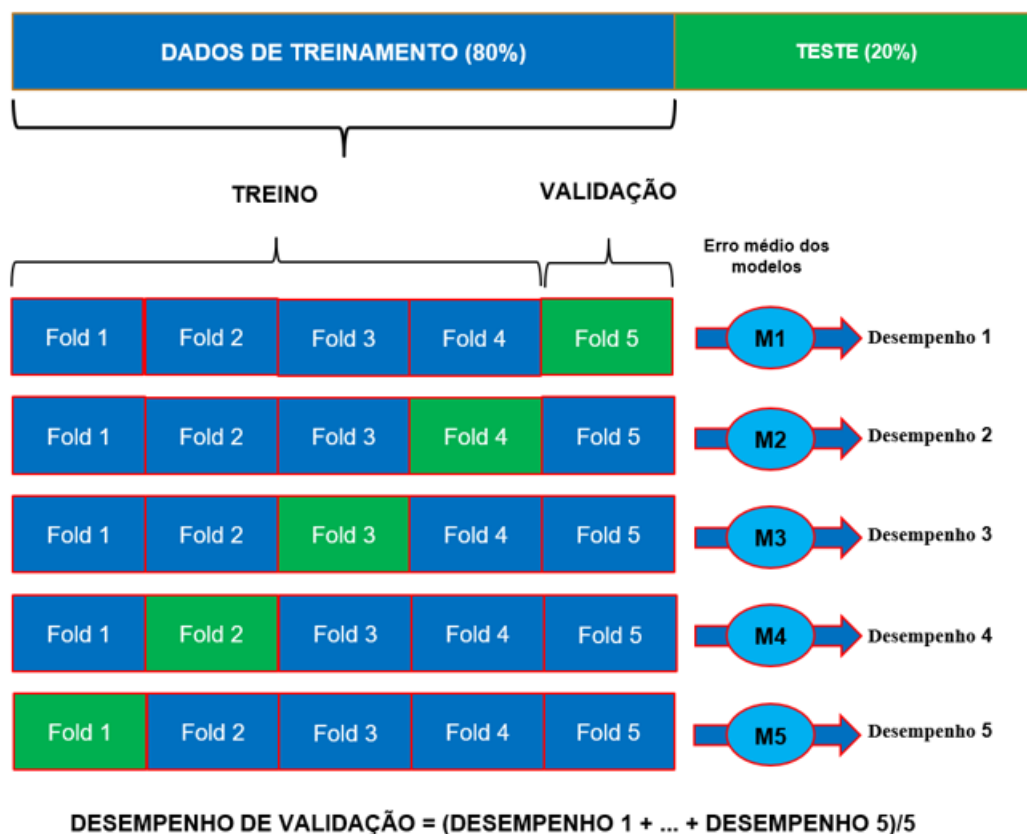 DADOS DE TREINAMENTO (80%)
TESTE (20%)
TREINO
VALIDAÇÃO
Erro médio dos
modelos
Fold 1 Fold 2 Fold 3 Fold 4 Fold 5 M1 Desempenho 1
Fold 1 Fold 2 Fold 3 Fold 4 Fold 5 M2 Desempenho 2
Fold 1 Fold 2 Fold 3 Fold 4 Fold 5 M3 Desempenho 3
Fold 1 Fold 2 Fold 3 Fold 4 Fold 5 M4 Desempenho 4
Fold 1 Fold 2 Fold 3 Fold 4 Fold 5 M5 Desempenho 5
DESEMPENHO DE VALIDAÇÃO = (DESEMPENHO 1 + ... + DESEMPENHO 5)/5